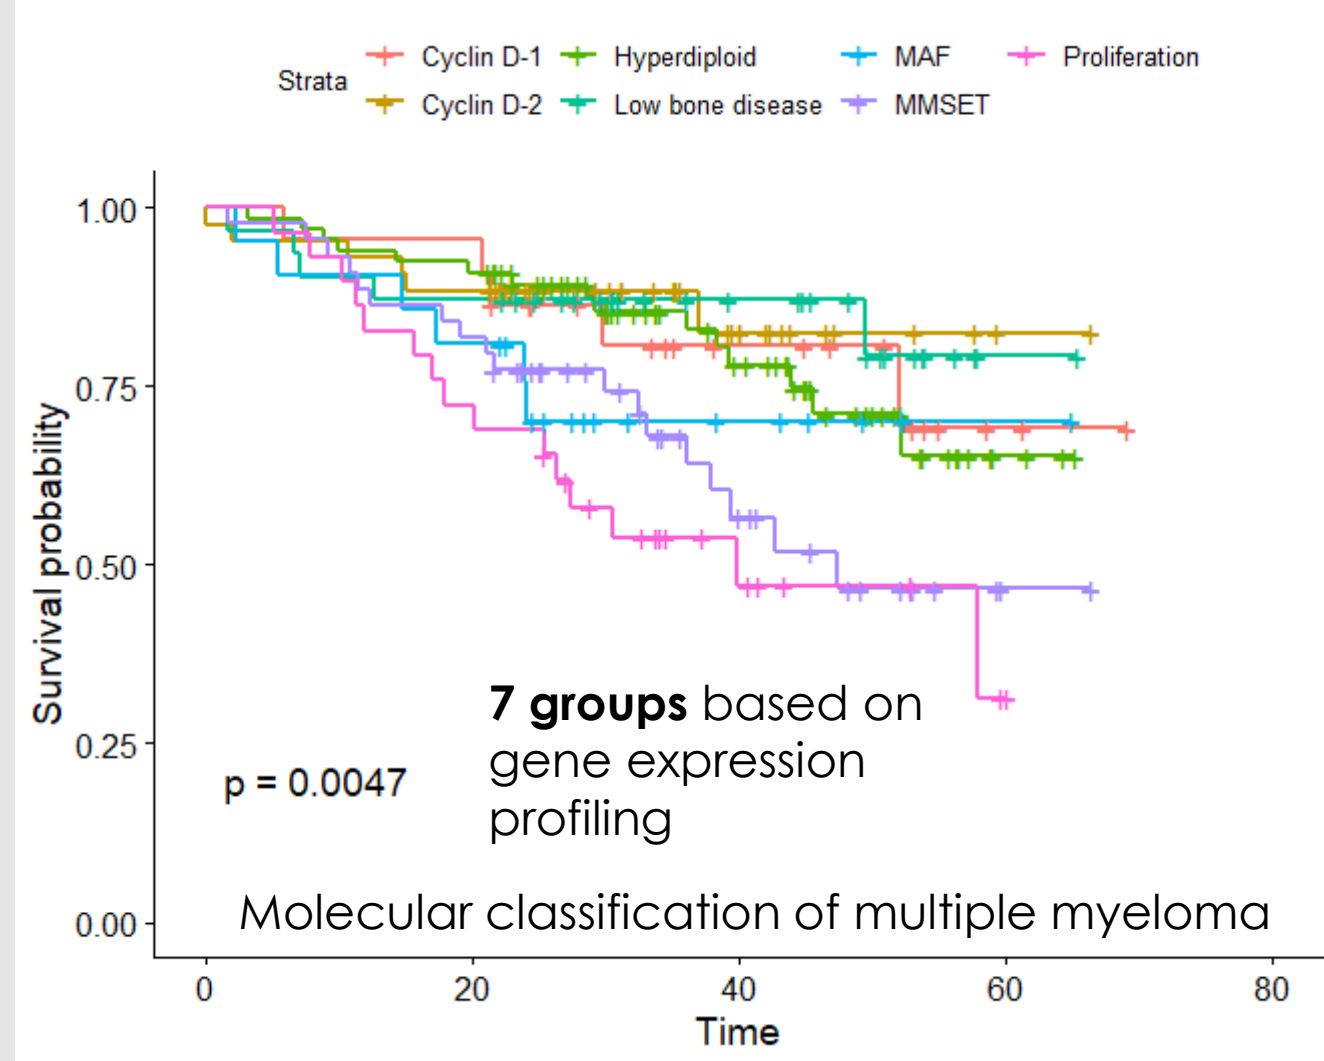 Strata
Cyclin D-1 Hyperdiploid MAF Proliferation
Cyclin D-2 Low bone disease MMSET
Survival probability
1.00
0.75
0.50
0.25
0.00
7 groups based on
gene expression
profiling
p = 0.0047
Molecular classification of multiple myeloma
0 20 40 60 80
Time